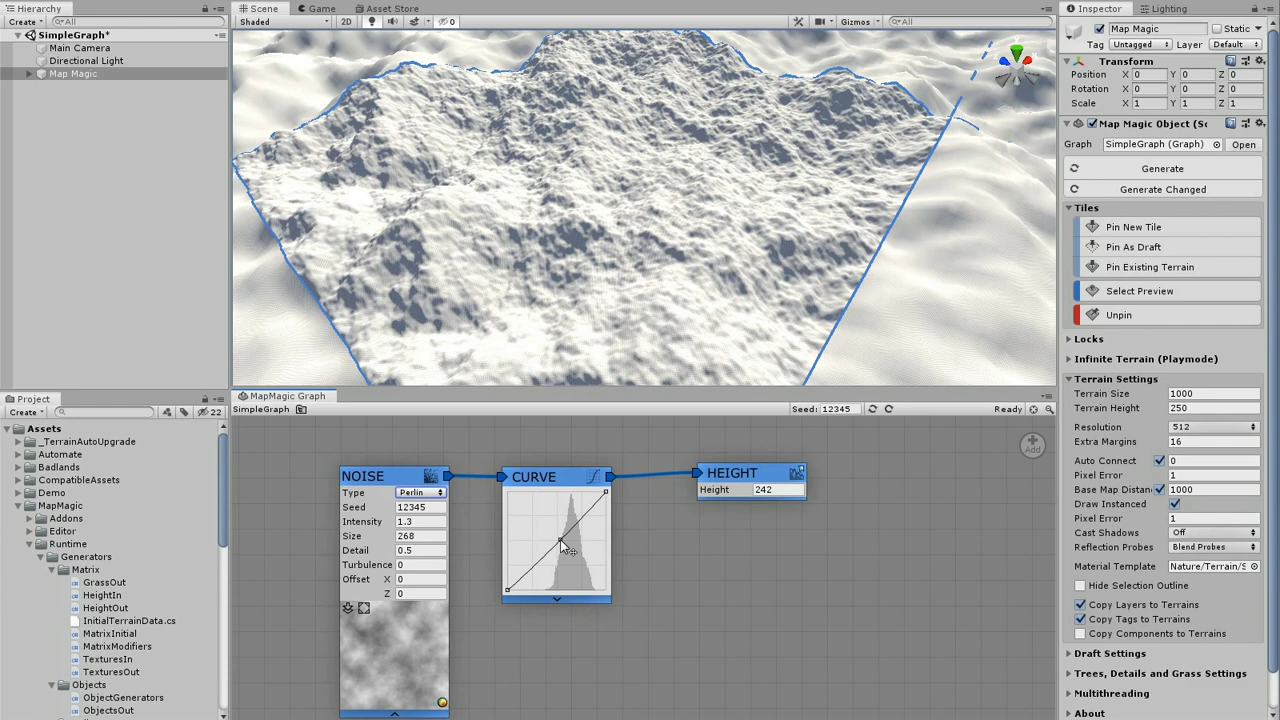 Hierarchy
Create
All
SimpleGraph*
Main Camera
Directional Light
Map Magic
Project
Create
22
Assets
_TerrainAutoUpgrade
Automate
Badlands
CompatibleAssets
Demo
MapMagic
Addons
Editor
Runtime
Generators
Matrix
GrassOut
HeightIn
HeightOut
InitialTerrainData.cs
MatrixInitial
MatrixModifiers
TexturesIn
TexturesOut
Objects
ObjectGenerators
ObjectsOut
Scene Game Asset Store
Shaded 2D 0 Gizmos All
MapMagic Graph
SimpleGraph Seed: 12345 Ready
Add
NOISE
Type Perlin
Seed 12345
Intensity 1.3
Size 268
Detail 0.5
Turbulence 0
Offset X 0
Z 0
CURVE
HEIGHT
Height 242
Inspector Lighting
Map Magic Static
Tag Untagged Layer Default
Transform
Position X 0 Y 0 Z 0
Rotation X 0 Y 0 Z 0
Scale X 1 Y 1 Z 1
Map Magic Object (Sc
Graph SimpleGraph (Graph) Open
Generate
Generate Changed
Tiles
Pin New Tile
Pin As Draft
Pin Existing Terrain
Select Preview
Unpin
Locks
Infinite Terrain (Playmode)
Terrain Settings
Terrain Size 1000
Terrain Height 250
Resolution 512
Extra Margins 16
Auto Connect 0
Pixel Error 1
Base Map Distan 1000
Draw Instanced
Pixel Error 1
Cast Shadows Off
Reflection Probes Blend Probes
Material Template Nature/Terrain/S
Hide Selection Outline
Copy Layers to Terrains
Copy Tags to Terrains
Copy Components to Terrains
Draft Settings
Trees, Details and Grass Settings
Multithreading
About